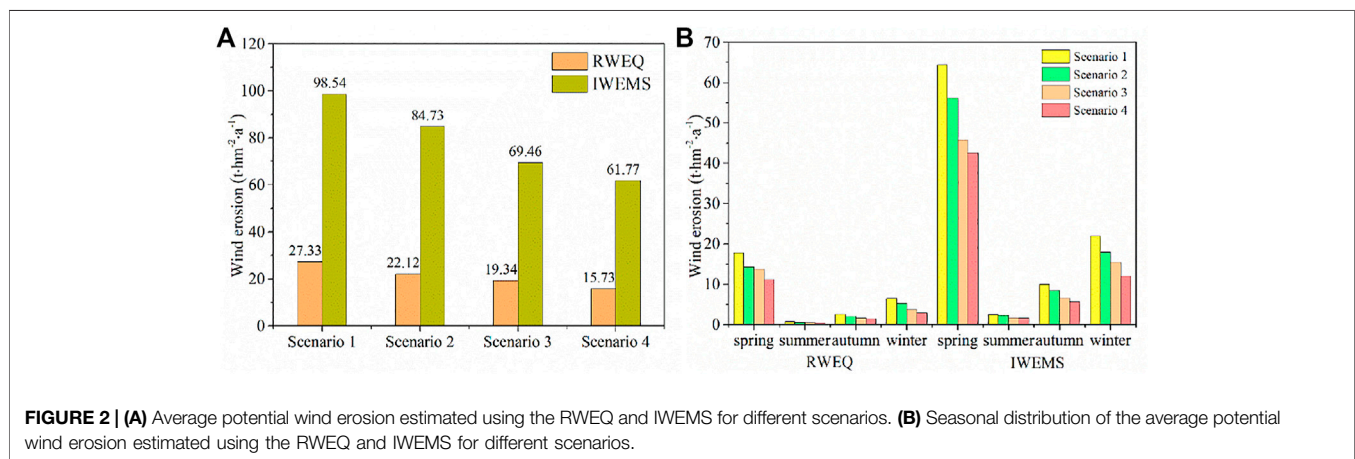 A
120
100
80
60
40
20
0
Wind erosion (t·hm⁻²·a⁻¹)
RWEQ
IWEMS
98.54
84.73
69.46
61.77
27.33
22.12
19.34
15.73
Scenario 1 Scenario 2 Scenario 3 Scenario 4
B
70
60
50
40
30
20
10
0
Wind erosion (t·hm⁻²·a⁻¹)
Scenario 1
Scenario 2
Scenario 3
Scenario 4
spring summer autumn winter spring summer autumn winter
RWEQ IWEMS
FIGURE 2 | (A) Average potential wind erosion estimated using the RWEQ and IWEMS for different scenarios. (B) Seasonal distribution of the average potential
wind erosion estimated using the RWEQ and IWEMS for different scenarios.